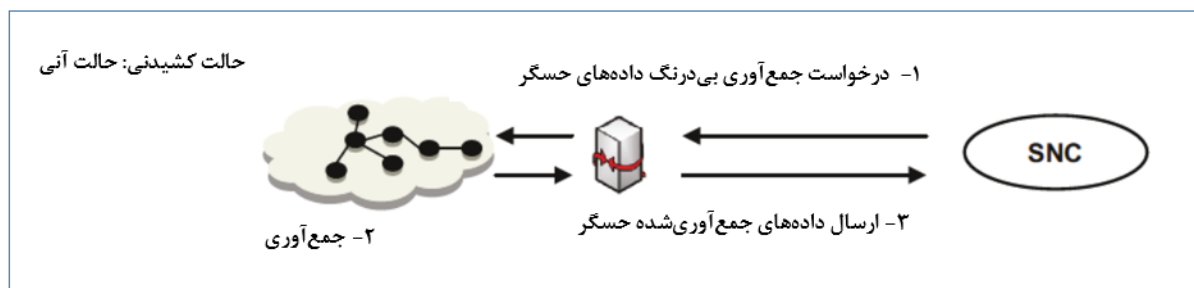 حالت کشیدنی: حالت آنی
۱- درخواست جمع‌آوری بی‌درنگ داده‌های حسگر
SNC
۳- ارسال داده‌های جمع‌آوری‌شده حسگر
۲- جمع‌آوری